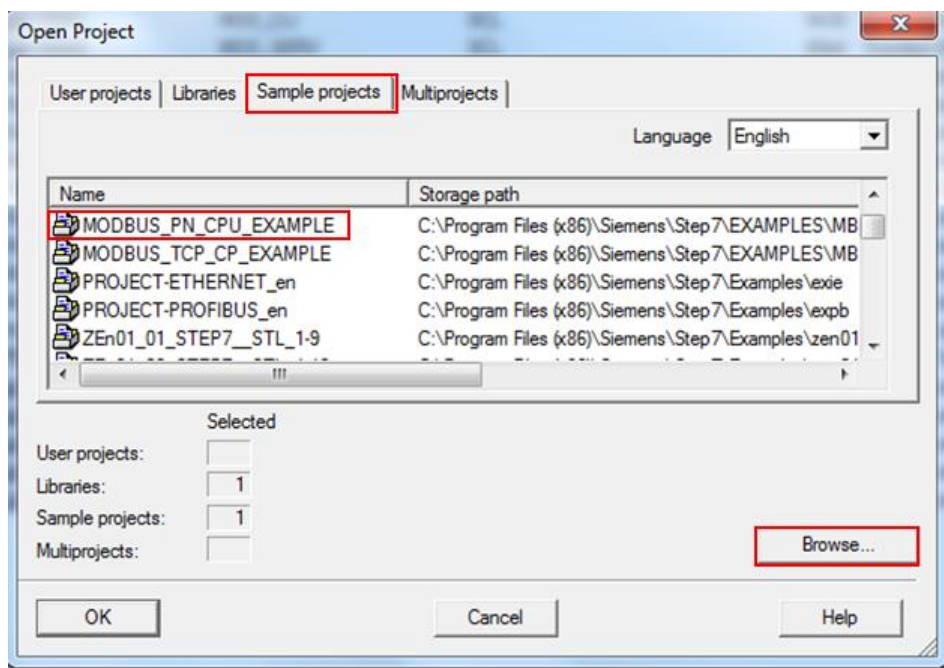 Open Project
User projects Libraries Sample projects Multiprojects
Language English
Name Storage path
MODBUS_PN_CPU_EXAMPLE C:\Program Files (x86)\Siemens\Step7\EXAMPLES\MB
MODBUS_TCP_CP_EXAMPLE C:\Program Files (x86)\Siemens\Step7\EXAMPLES\MB
PROJECT-ETHERNET_en C:\Program Files (x86)\Siemens\Step7\Examples\exie
PROJECT-PROFIBUS_en C:\Program Files (x86)\Siemens\Step7\Examples\expb
ZEn01_01_STEP7__STL_1-9 C:\Program Files (x86)\Siemens\Step7\Examples\zen01
Selected
User projects:
Libraries: 1
Sample projects: 1
Multiprojects:
Browse...
OK Cancel Help